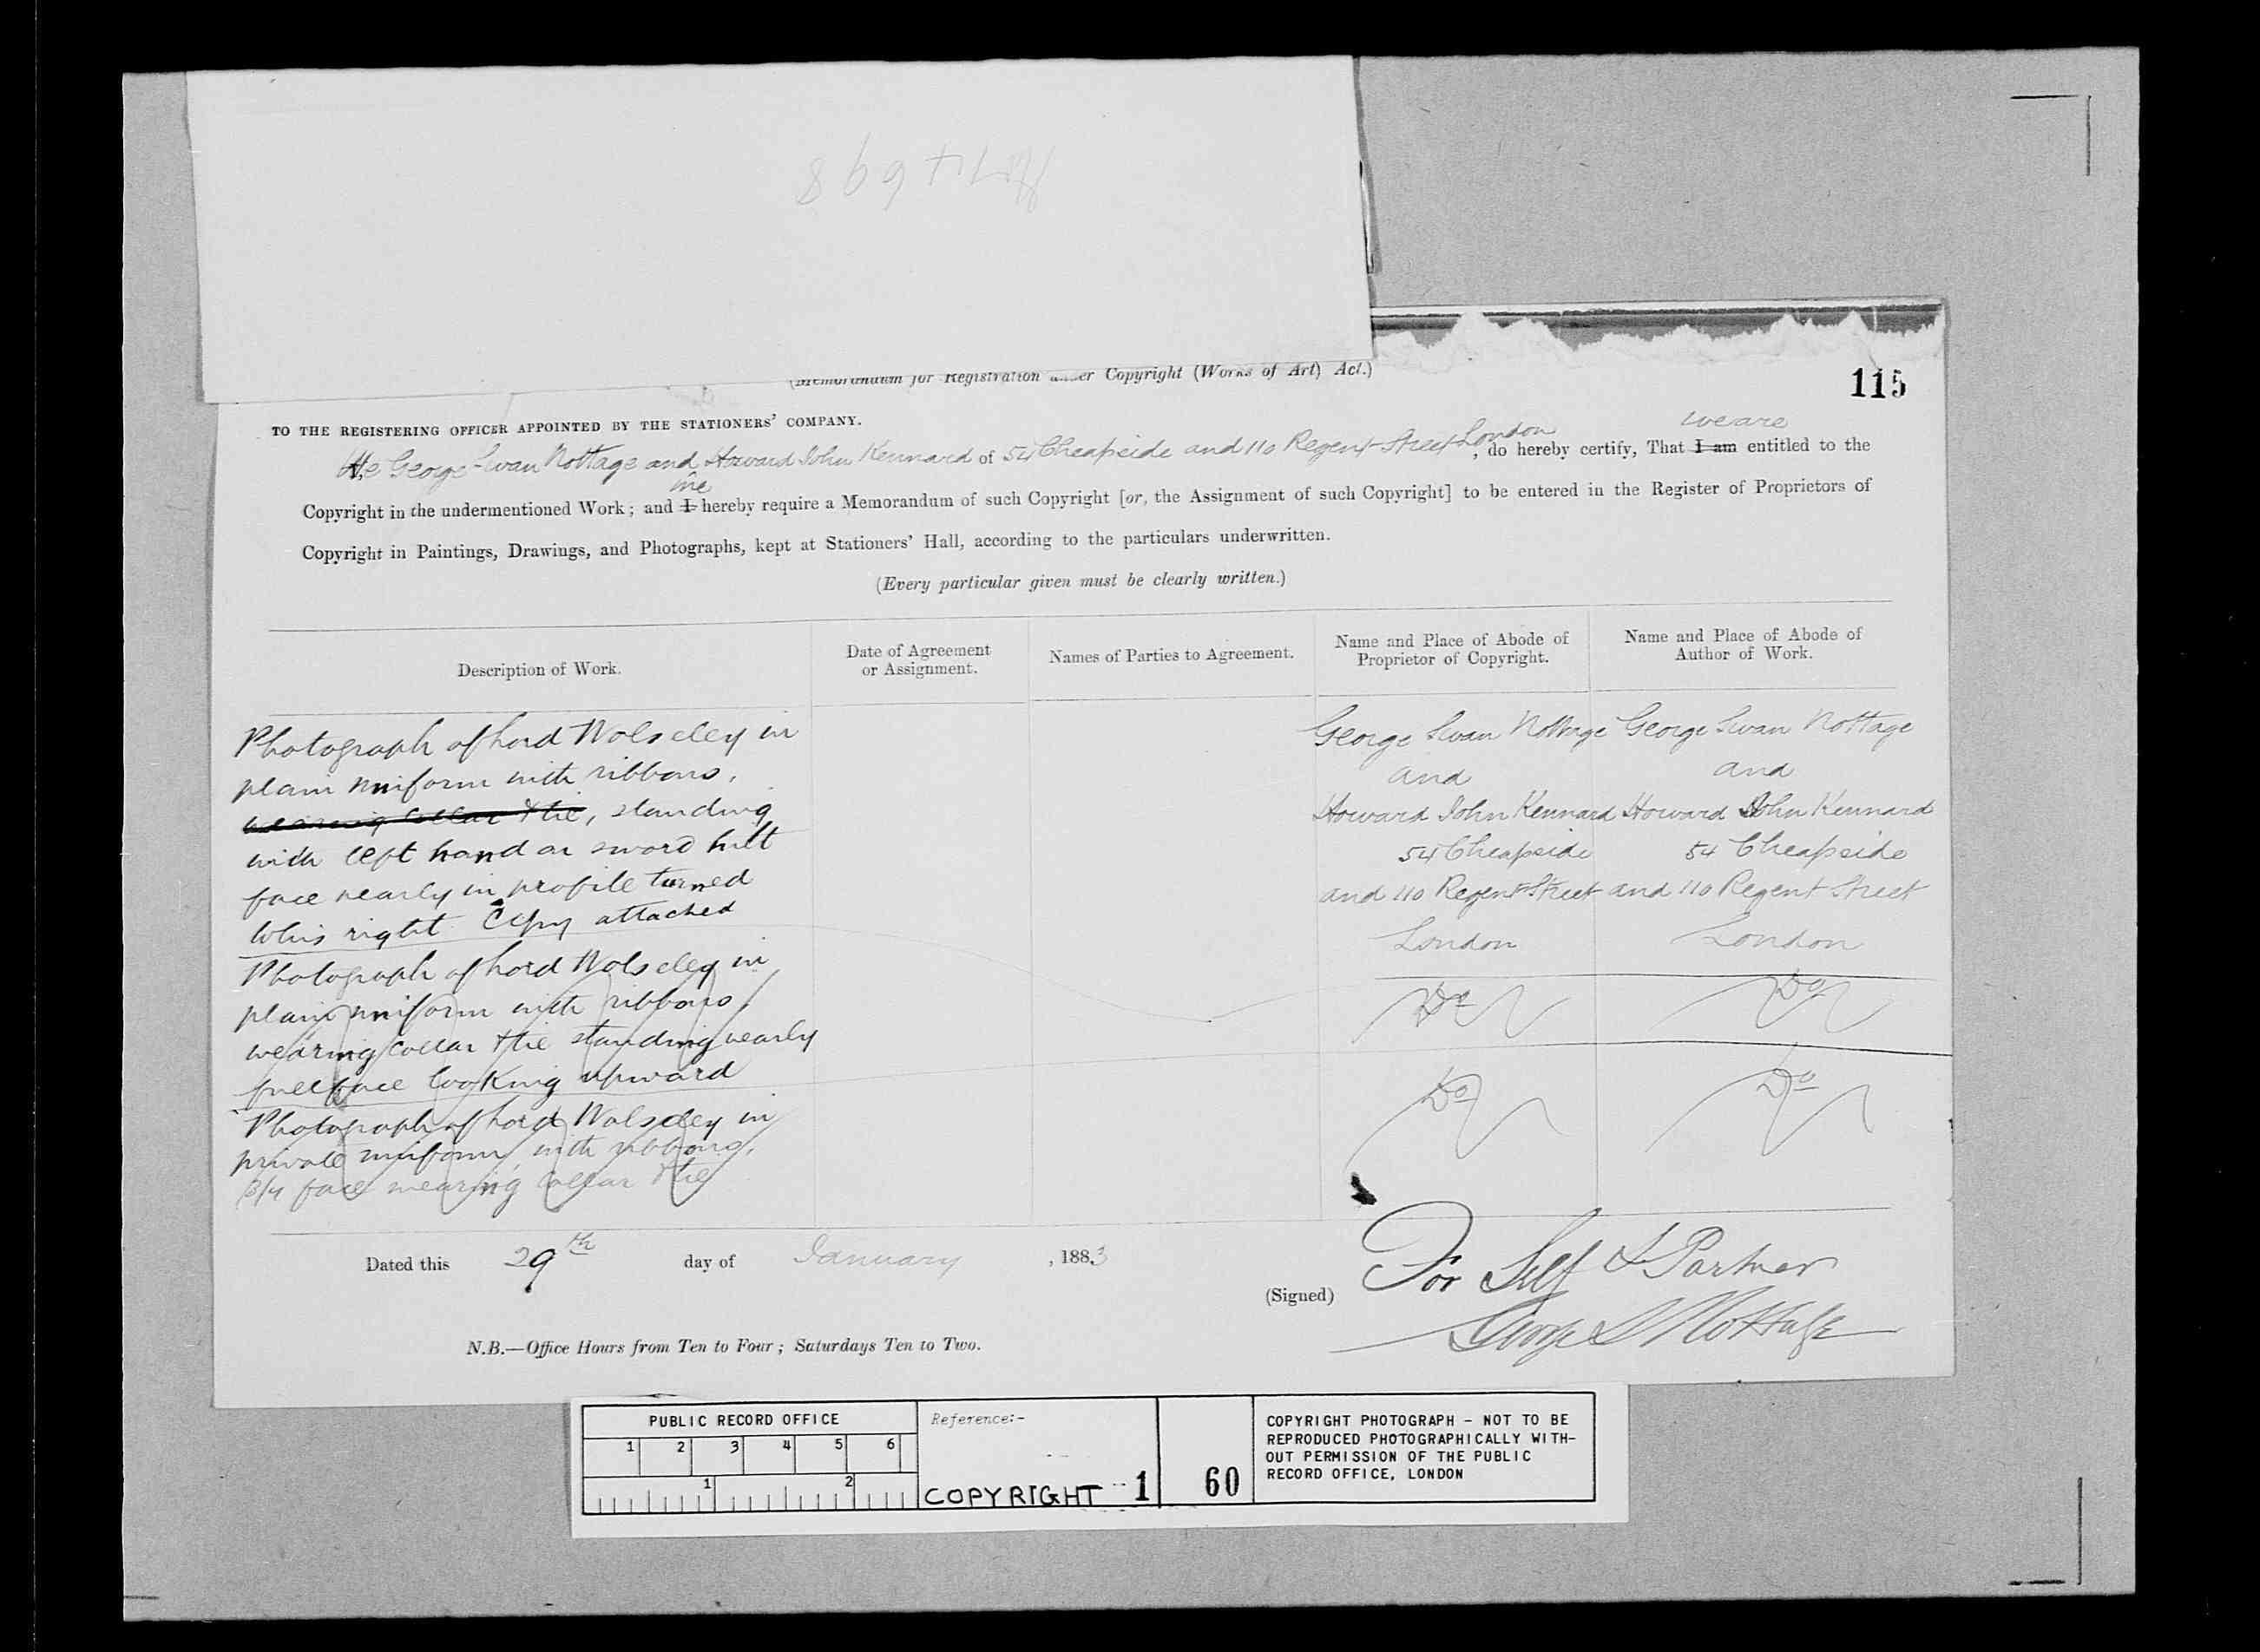 (Memorandum for Registration under Copyright (Works of Art) Act.)
115
TO THE REGISTERING OFFICER APPOINTED BY THE STATIONERS' COMPANY.
we are
We George Swan Nottage and Howard John Kennard of 54 Cheapside and 110 Regent Street London, do hereby certify, That I am entitled to the
we
Copyright in the undermentioned Work; and I hereby require a Memorandum of such Copyright [or, the Assignment of such Copyright] to be entered in the Register of Proprietors of
Copyright in Paintings, Drawings, and Photographs, kept at Stationers' Hall, according to the particulars underwritten.
(Every particular given must be clearly written.)
Description of Work.
Date of Agreement
or Assignment.
Names of Parties to Agreement.
Name and Place of Abode of
Proprietor of Copyright.
Name and Place of Abode of
Author of Work.
Photograph of Lord Wolseley in
plain uniform with ribbons,
wearing collar & tie, standing
with left hand on sword hilt
face nearly in profile turned
to his right Copy attached
Photograph of Lord Wolseley in
plain uniform with ribbons,
wearing collar & tie standing nearly
full face looking upward
Photograph of Lord Wolseley in
private uniform, with ribbons,
3/4 face wearing collar & tie
George Swan Nottage
and
Howard John Kennard
54 Cheapside
and 110 Regent Street
London
Do
Do
George Swan Nottage
and
Howard John Kennard
54 Cheapside
and 110 Regent Street
London
Do
Do
Dated this 29th day of January, 1883
(Signed) For Self & Partner
George S Nottage
N.B.—Office Hours from Ten to Four; Saturdays Ten to Two.
PUBLIC RECORD OFFICE
1 2 3 4 5 6
1 2
Reference:-
COPYRIGHT 1
60
COPYRIGHT PHOTOGRAPH - NOT TO BE
REPRODUCED PHOTOGRAPHICALLY WITH-
OUT PERMISSION OF THE PUBLIC
RECORD OFFICE, LONDON